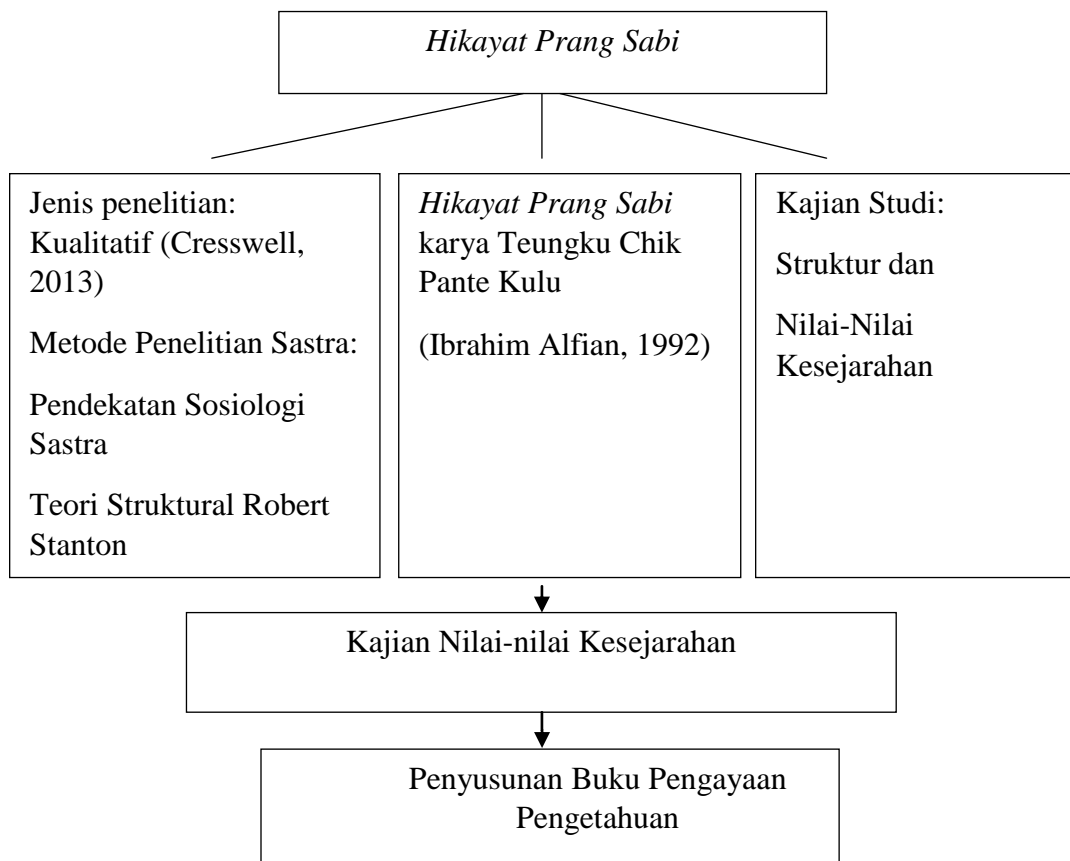 Hikayat Prang Sabi
Jenis penelitian:
Kualitatif (Cresswell,
2013)
Metode Penelitian Sastra:
Pendekatan Sosiologi
Sastra
Teori Struktural Robert
Stanton
Hikayat Prang Sabi
karya Teungku Chik
Pante Kulu
(Ibrahim Alfian, 1992)
Kajian Studi:
Struktur dan
Nilai-Nilai
Kesejarahan
Kajian Nilai-nilai Kesejarahan
Penyusunan Buku Pengayaan
Pengetahuan